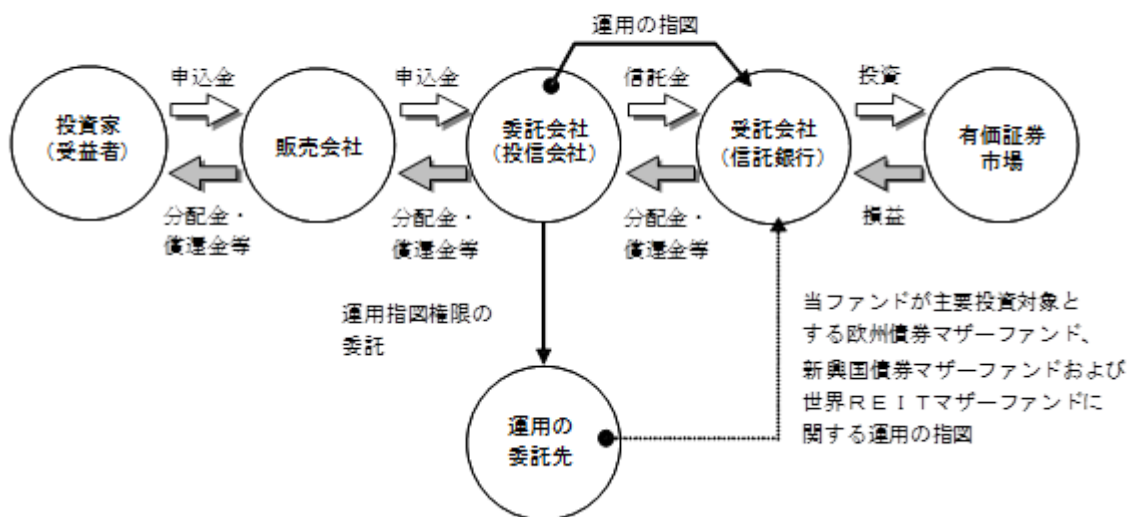 運用の指図
申込金
申込金
信託金
投資
投資家
(受益者)
販売会社
委託会社
(投信会社)
受託会社
(信託銀行)
有価証券
市場
分配金・
償還金等
分配金・
償還金等
分配金・
償還金等
損益
運用指図権限の
委託
当ファンドが主要投資対象と
する欧州債券マザーファンド、
新興国債券マザーファンドおよび
世界ＲＥＩＴマザーファンドに
関する運用の指図
運用の
委託先